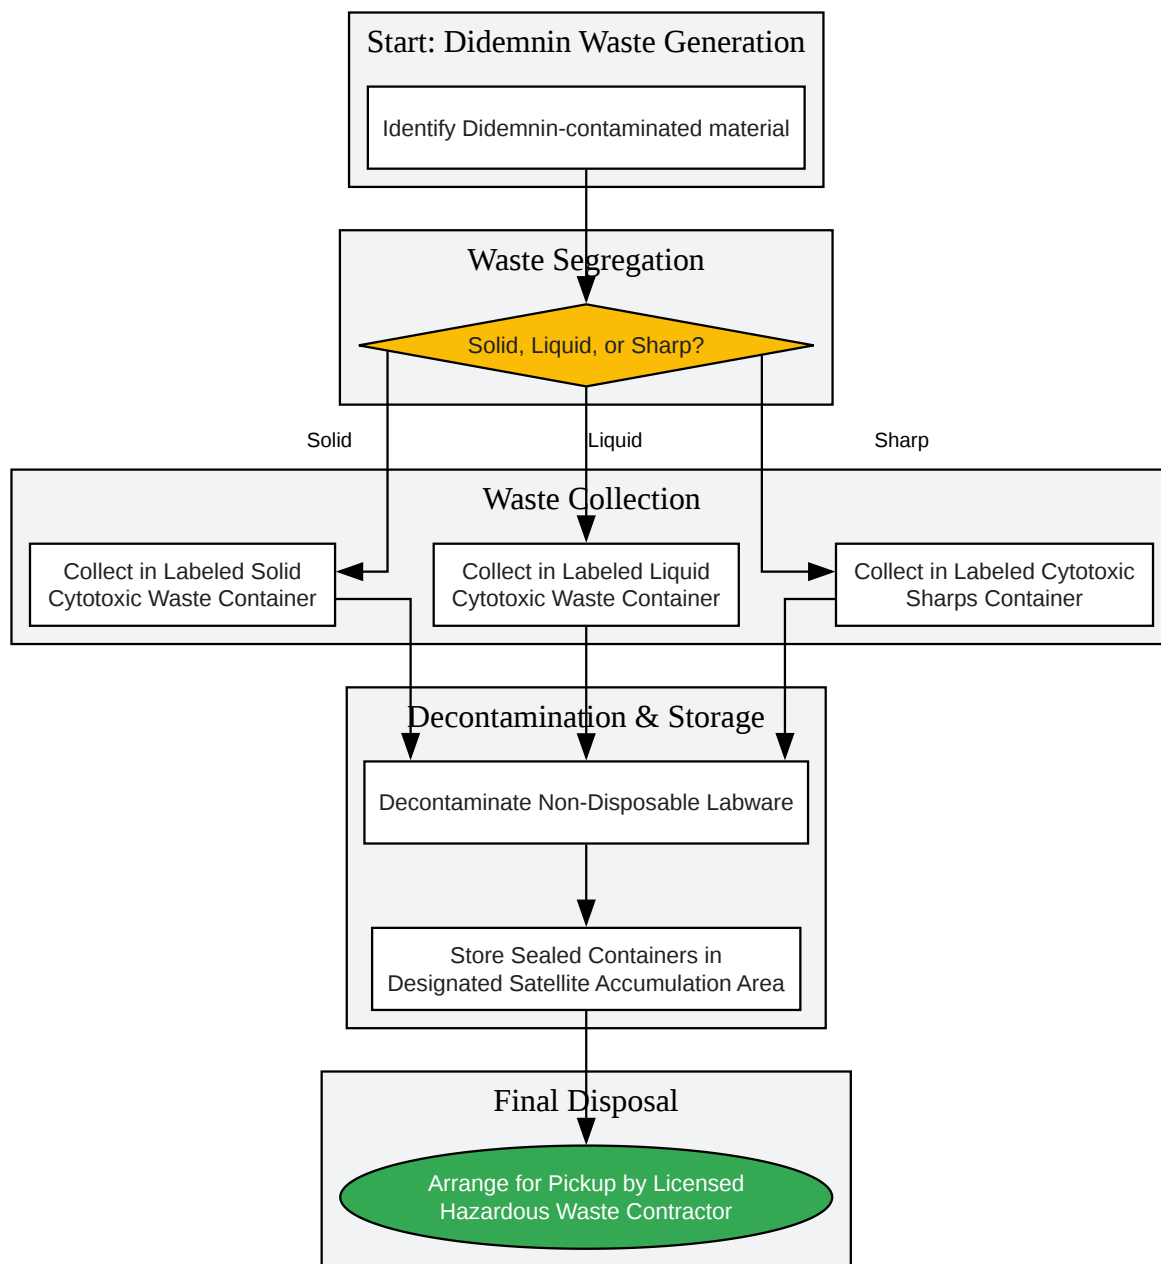 Start: Didemnin Waste Generation
Identify Didemnin-contaminated material
Waste Segregation
Solid, Liquid, or Sharp?
Solid
Liquid
Sharp
Waste Collection
Collect in Labeled Solid
Cytotoxic Waste Container
Collect in Labeled Liquid
Cytotoxic Waste Container
Collect in Labeled Cytotoxic
Sharps Container
Decontamination & Storage
Decontaminate Non-Disposable Labware
Store Sealed Containers in
Designated Satellite Accumulation Area
Final Disposal
Arrange for Pickup by Licensed
Hazardous Waste Contractor